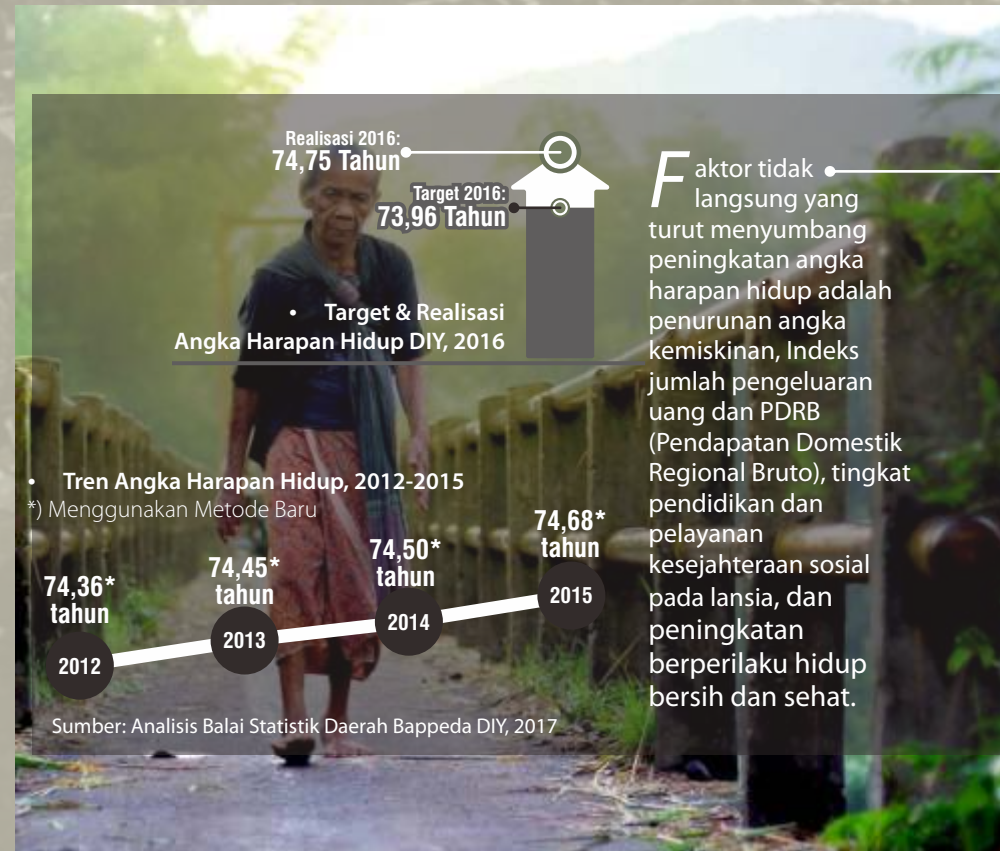 Realisasi 2016:
74,75 Tahun
Target 2016:
73,96 Tahun
• Target & Realisasi
Angka Harapan Hidup DIY, 2016
• Tren Angka Harapan Hidup, 2012-2015
*) Menggunakan Metode Baru
74,36*
tahun
2012
74,45*
tahun
2013
74,50*
tahun
2014
74,68*
tahun
2015
Sumber: Analisis Balai Statistik Daerah Bappeda DIY, 2017
Faktor tidak
langsung yang
turut menyumbang
peningkatan angka
harapan hidup adalah
penurunan angka
kemiskinan, Indeks
jumlah pengeluaran
uang dan PDRB
(Pendapatan Domestik
Regional Bruto), tingkat
pendidikan dan
pelayanan
kesejahteraan sosial
pada lansia, dan
peningkatan
berperilaku hidup
bersih dan sehat.